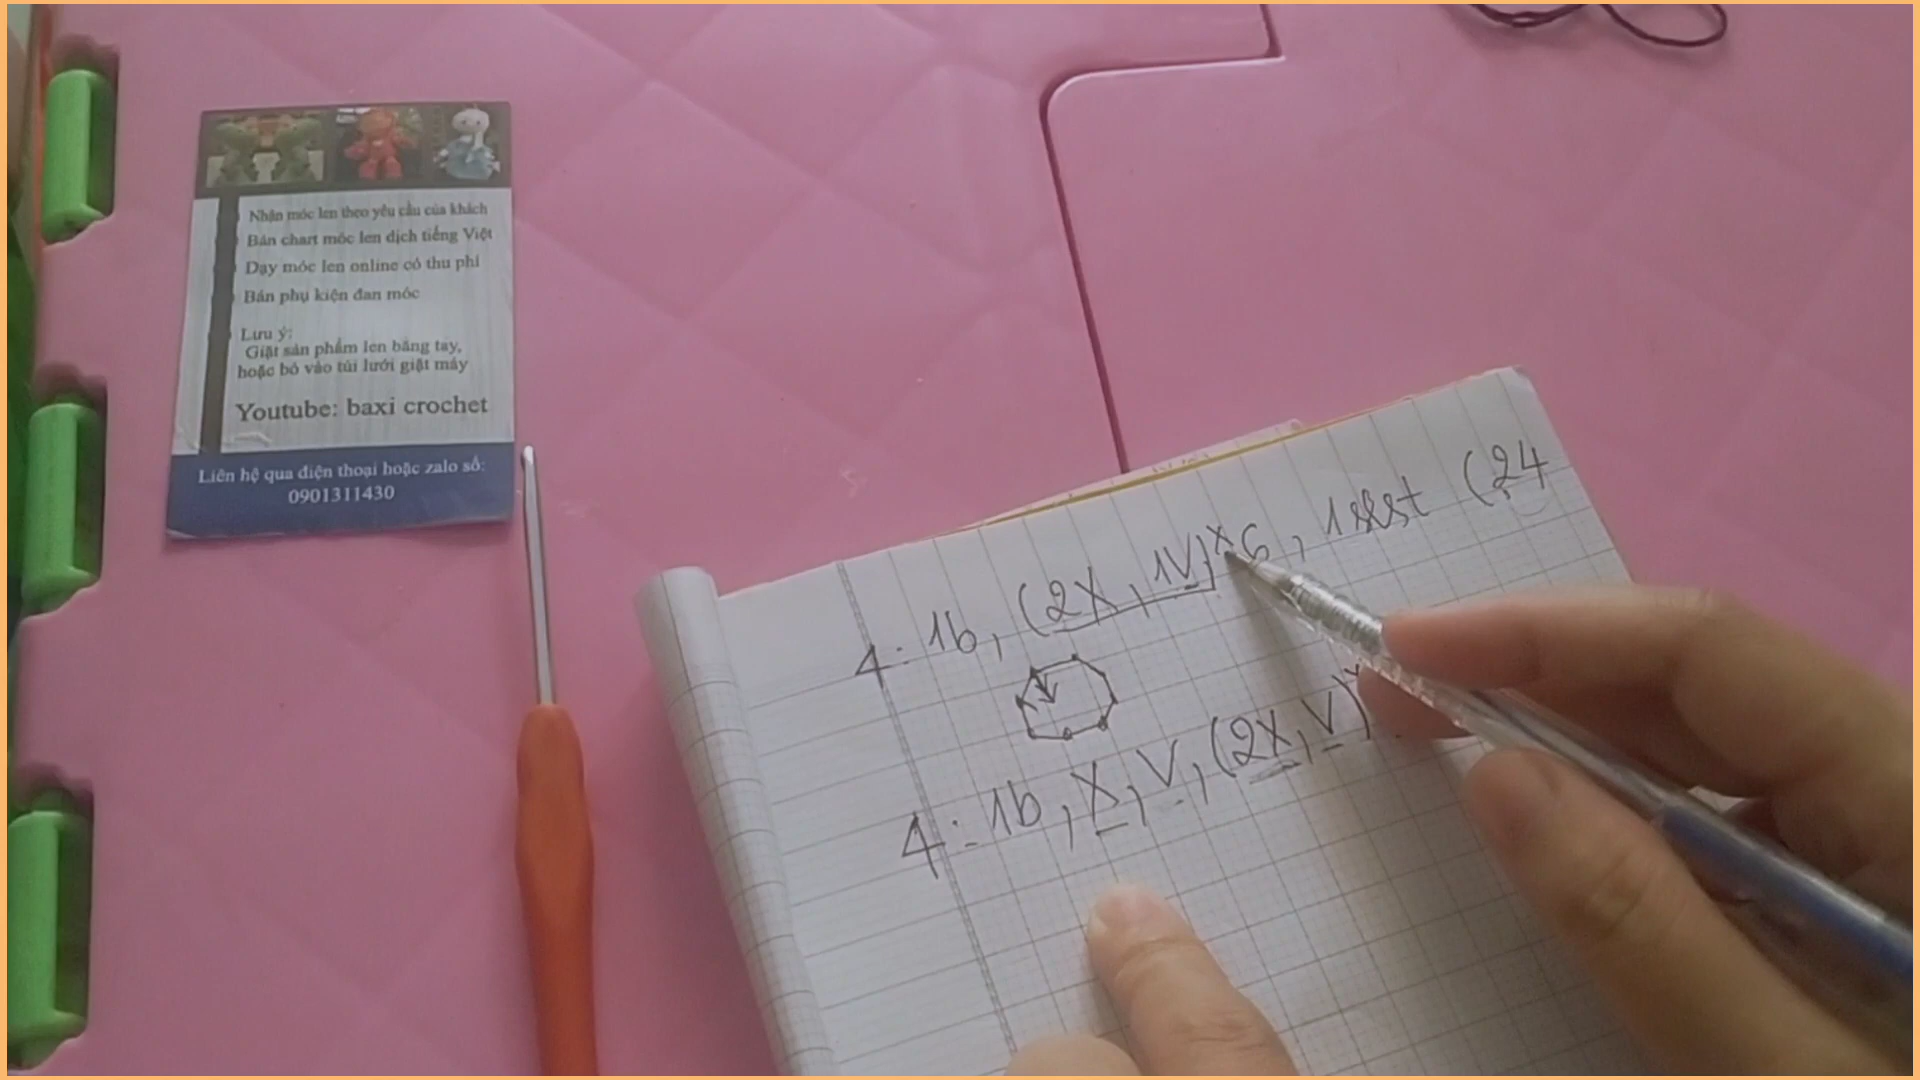 Nhận móc len theo yêu cầu của khách
Bán chart móc len dịch tiếng Việt
Dạy móc len online có thu phí
Bán phụ kiện đan móc
Lưu ý:
Giặt sản phẩm len bằng tay,
hoặc bỏ vào túi lưới giặt máy
Youtube: baxi crochet
Liên hệ qua điện thoại hoặc zalo số:
0901311430
4: 1b, (2X, 1V)x6, 1slst (24
4: 1b, X, V, (2X, V)x